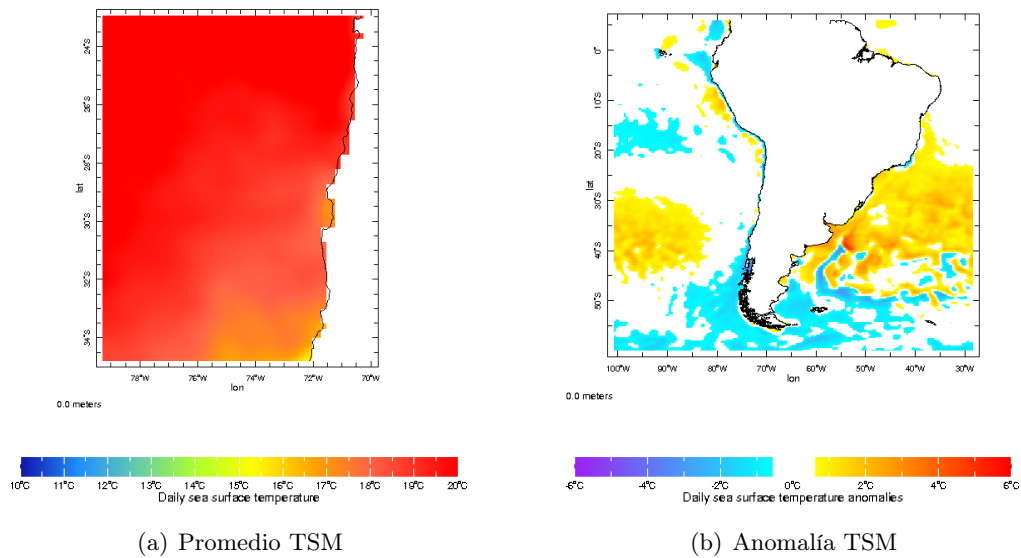 24°S
26°S
28°S
lat
30°S
32°S
34°S
78°W 76°W 74°W 72°W 70°W
lon
0.0 meters
10°C 11°C 12°C 13°C 14°C 15°C 16°C 17°C 18°C 19°C 20°C
Daily sea surface temperature
(a) Promedio TSM
0°
10°S
20°S
lat
30°S
40°S
50°S
100°W 90°W 80°W 70°W 60°W 50°W 40°W 30°W
lon
0.0 meters
-6°C -4°C -2°C 0°C 2°C 4°C 6°C
Daily sea surface temperature anomalies
(b) Anomalía TSM